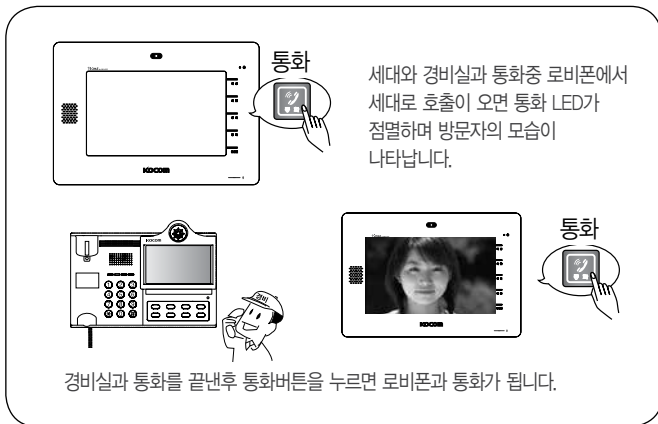 통화
세대와 경비실과 통화중 로비폰에서
세대로 호출이 오면 통화 LED가
점멸하며 방문자의 모습이
나타납니다.
KOCOM
KOCOM
경비
통화
KOCOM
경비실과 통화를 끝낸후 통화버튼을 누르면 로비폰과 통화가 됩니다.